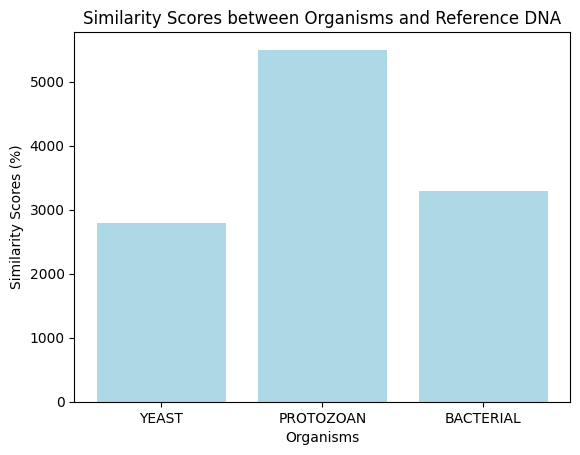 Similarity Scores between Organisms and Reference DNA
Similarity Scores (%)
5000
4000
3000
2000
1000
0
YEAST PROTOZOAN BACTERIAL
Organisms